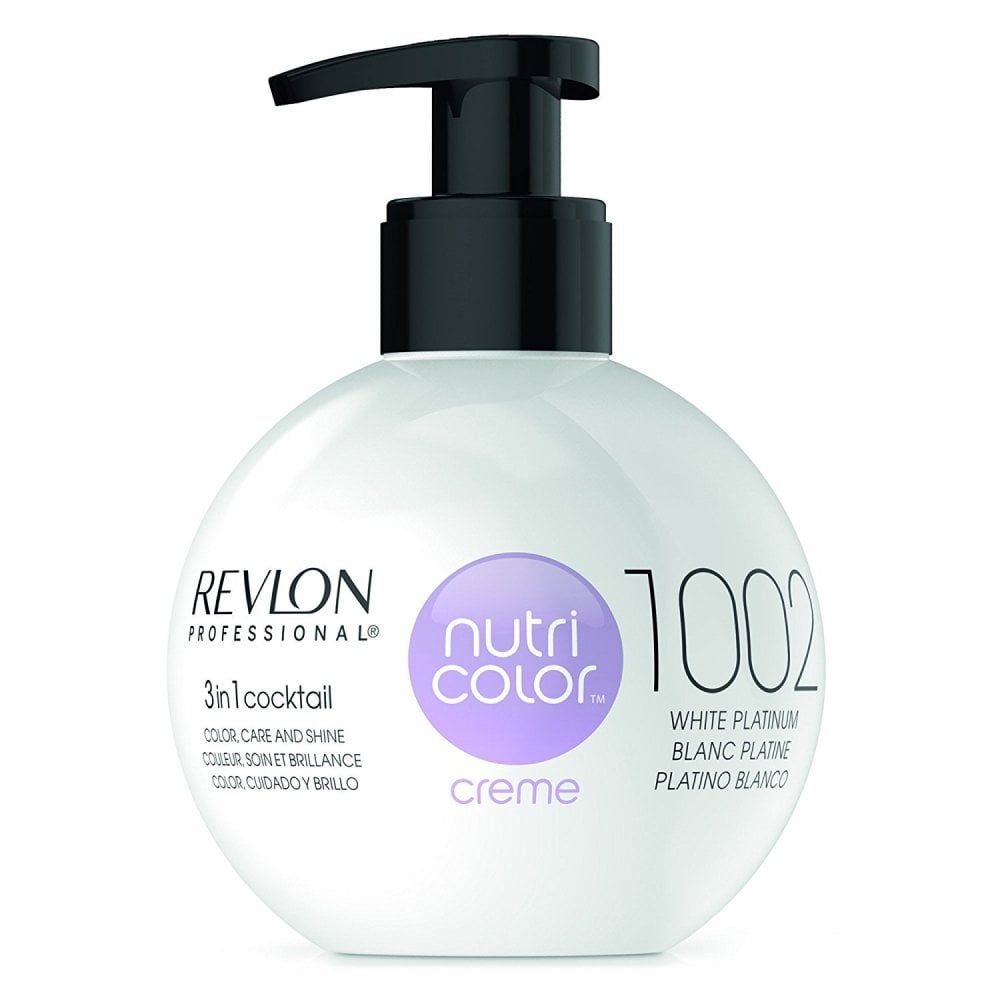 REVLON
PROFESSIONAL®
3in1 cocktail
COLOR, CARE AND SHINE
COULEUR, SOIN ET BRILLANCE
COLOR, CUIDADO Y BRILLO
nutri
color™
creme
1002
WHITE PLATINUM
BLANC PLATINE
PLATINO BLANCO